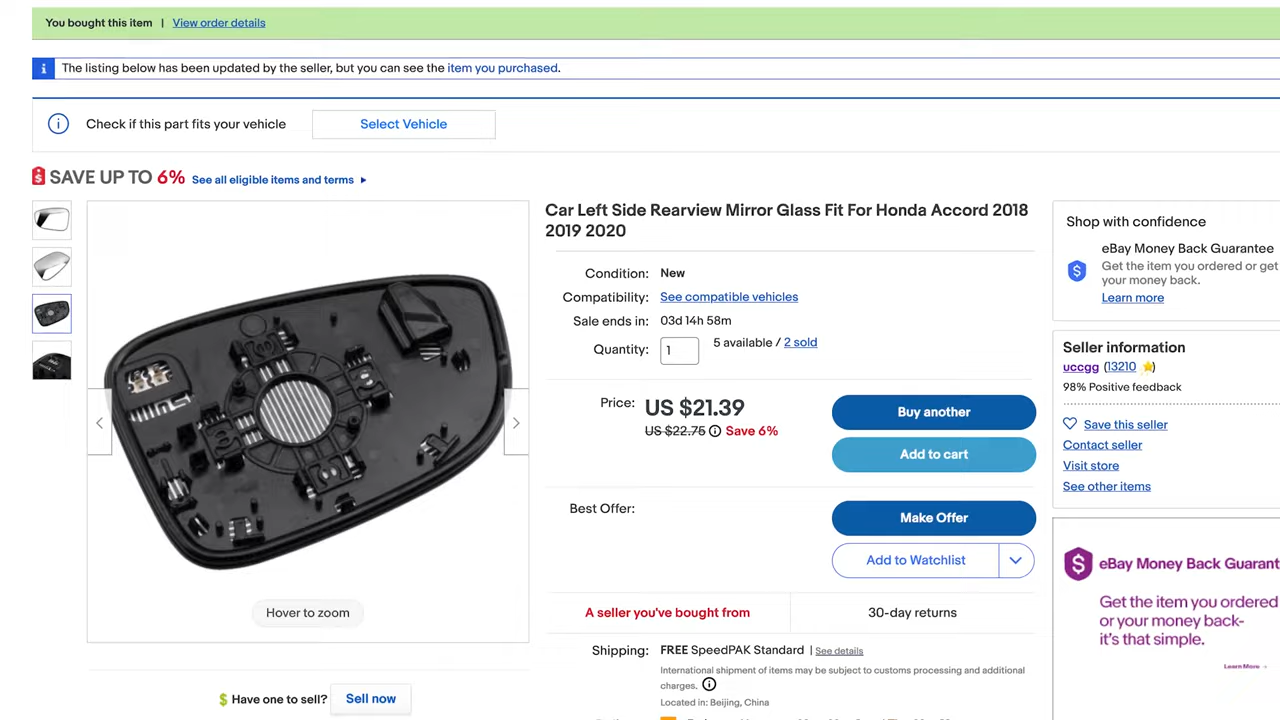 You bought this item | View order details
i The listing below has been updated by the seller, but you can see the item you purchased.
i Check if this part fits your vehicle Select Vehicle
$ SAVE UP TO 6% See all eligible items and terms
Car Left Side Rearview Mirror Glass Fit For Honda Accord 2018
2019 2020
Condition: New
Compatibility: See compatible vehicles
Sale ends in: 03d 14h 58m
Quantity: 1 5 available / 2 sold
Price: US $21.39
US $22.75 Save 6%
Buy another
Add to cart
Best Offer:
Make Offer
Add to Watchlist
A seller you've bought from 30-day returns
Shipping: FREE SpeedPAK Standard | See details
International shipment of items may be subject to customs processing and additional
charges.
Located in: Beijing, China
Hover to zoom
$ Have one to sell? Sell now
Shop with confidence
eBay Money Back Guarantee
Get the item you ordered or get
your money back.
Learn more
Seller information
uccgg (13210)
98% Positive feedback
Save this seller
Contact seller
Visit store
See other items
$ eBay Money Back Guarant
Get the item you ordered
or your money back-
it's that simple.
Learn More →